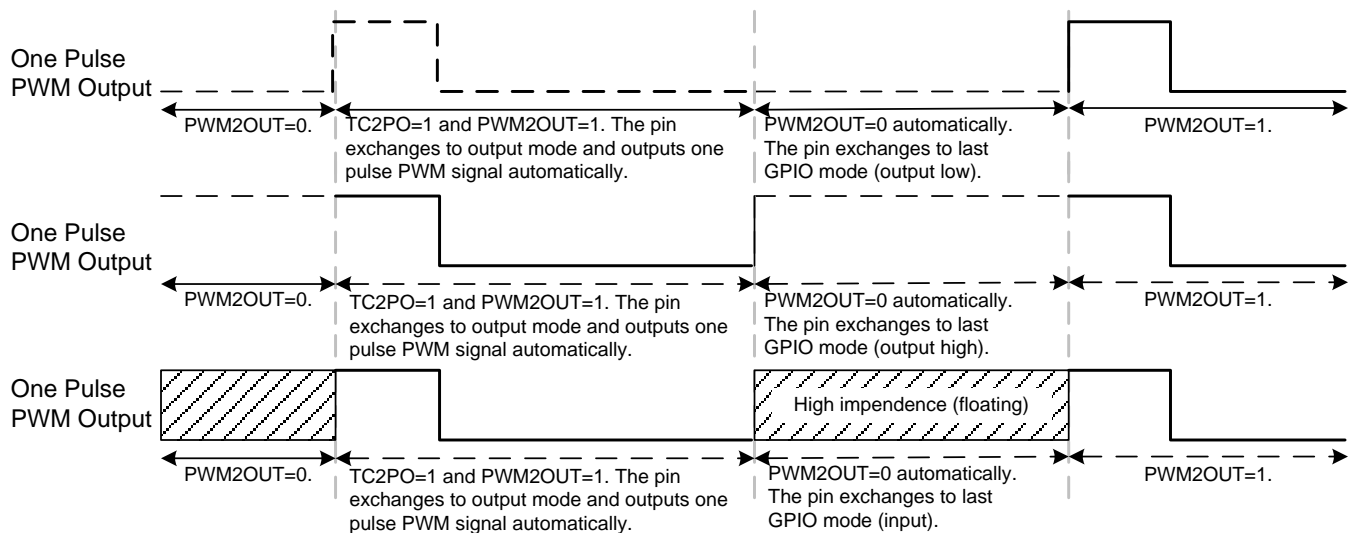 One Pulse
PWM Output
PWM2OUT=0.
TC2PO=1 and PWM2OUT=1. The pin
exchanges to output mode and outputs one
pulse PWM signal automatically.
PWM2OUT=0 automatically.
The pin exchanges to last
GPIO mode (output low).
PWM2OUT=1.
One Pulse
PWM Output
PWM2OUT=0.
TC2PO=1 and PWM2OUT=1. The pin
exchanges to output mode and outputs one
pulse PWM signal automatically.
PWM2OUT=0 automatically.
The pin exchanges to last
GPIO mode (output high).
PWM2OUT=1.
One Pulse
PWM Output
High impendence (floating)
PWM2OUT=0.
TC2PO=1 and PWM2OUT=1. The pin
exchanges to output mode and outputs one
pulse PWM signal automatically.
PWM2OUT=0 automatically.
The pin exchanges to last
GPIO mode (input).
PWM2OUT=1.